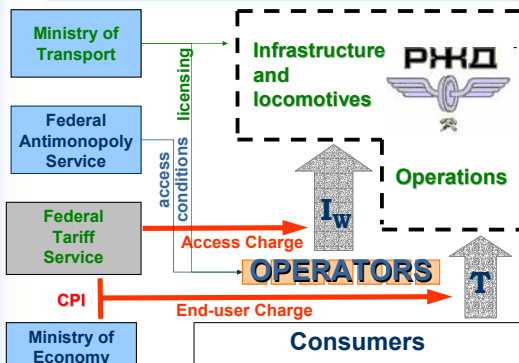 Ministry of
Transport
Federal
Antimonopoly
Service
Federal
Tariff
Service
CPI
Ministry of
Economy
licensing
access
conditions
Infrastructure
and
locomotives
РЖД
Operations
Iw
Access Charge
OPERATORS
T
End-user Charge
Consumers